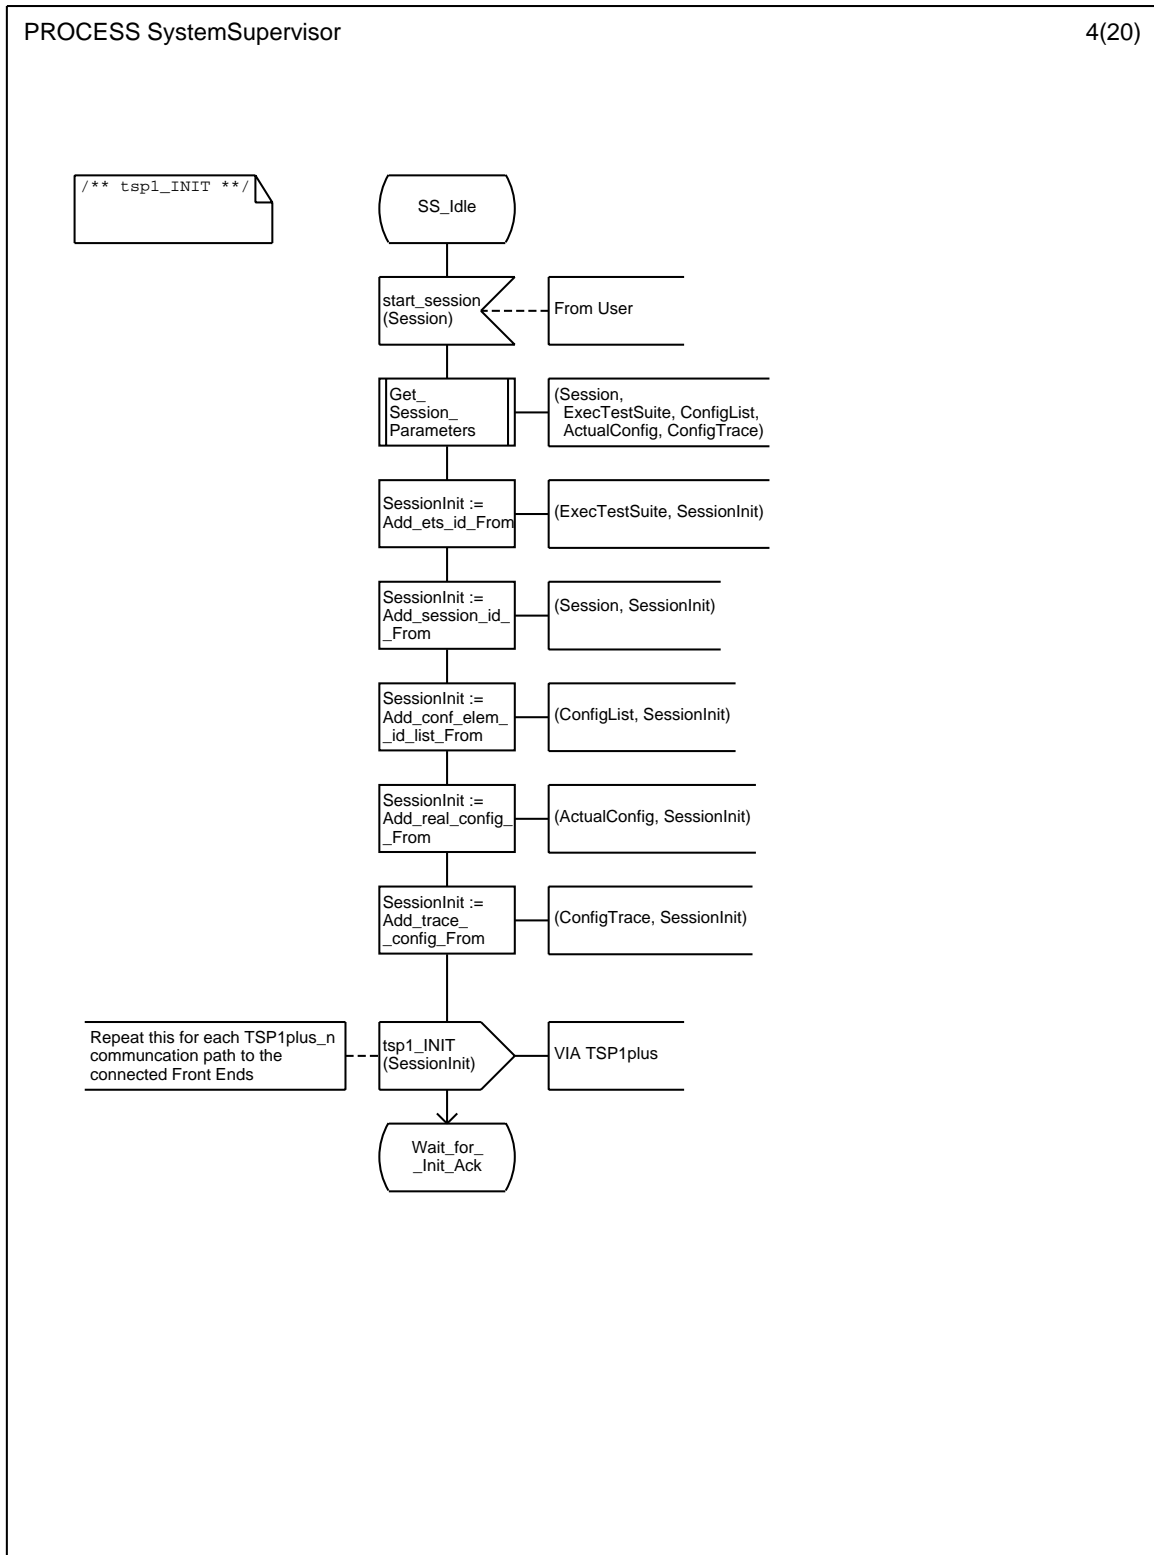 PROCESS SystemSupervisor
4(20)
/** tsp1_INIT **/
SS_Idle
start_session
(Session)
From User
Get_
Session_
Parameters
(Session,
ExecTestSuite, ConfigList,
ActualConfig, ConfigTrace)
SessionInit :=
Add_ets_id_From
(ExecTestSuite, SessionInit)
SessionInit :=
Add_session_id_
_From
(Session, SessionInit)
SessionInit :=
Add_conf_elem_
_id_list_From
(ConfigList, SessionInit)
SessionInit :=
Add_real_config_
_From
(ActualConfig, SessionInit)
SessionInit :=
Add_trace_
_config_From
(ConfigTrace, SessionInit)
Repeat this for each TSP1plus_n
communcation path to the
connected Front Ends
tsp1_INIT
(SessionInit)
VIA TSP1plus
Wait_for_
_Init_Ack